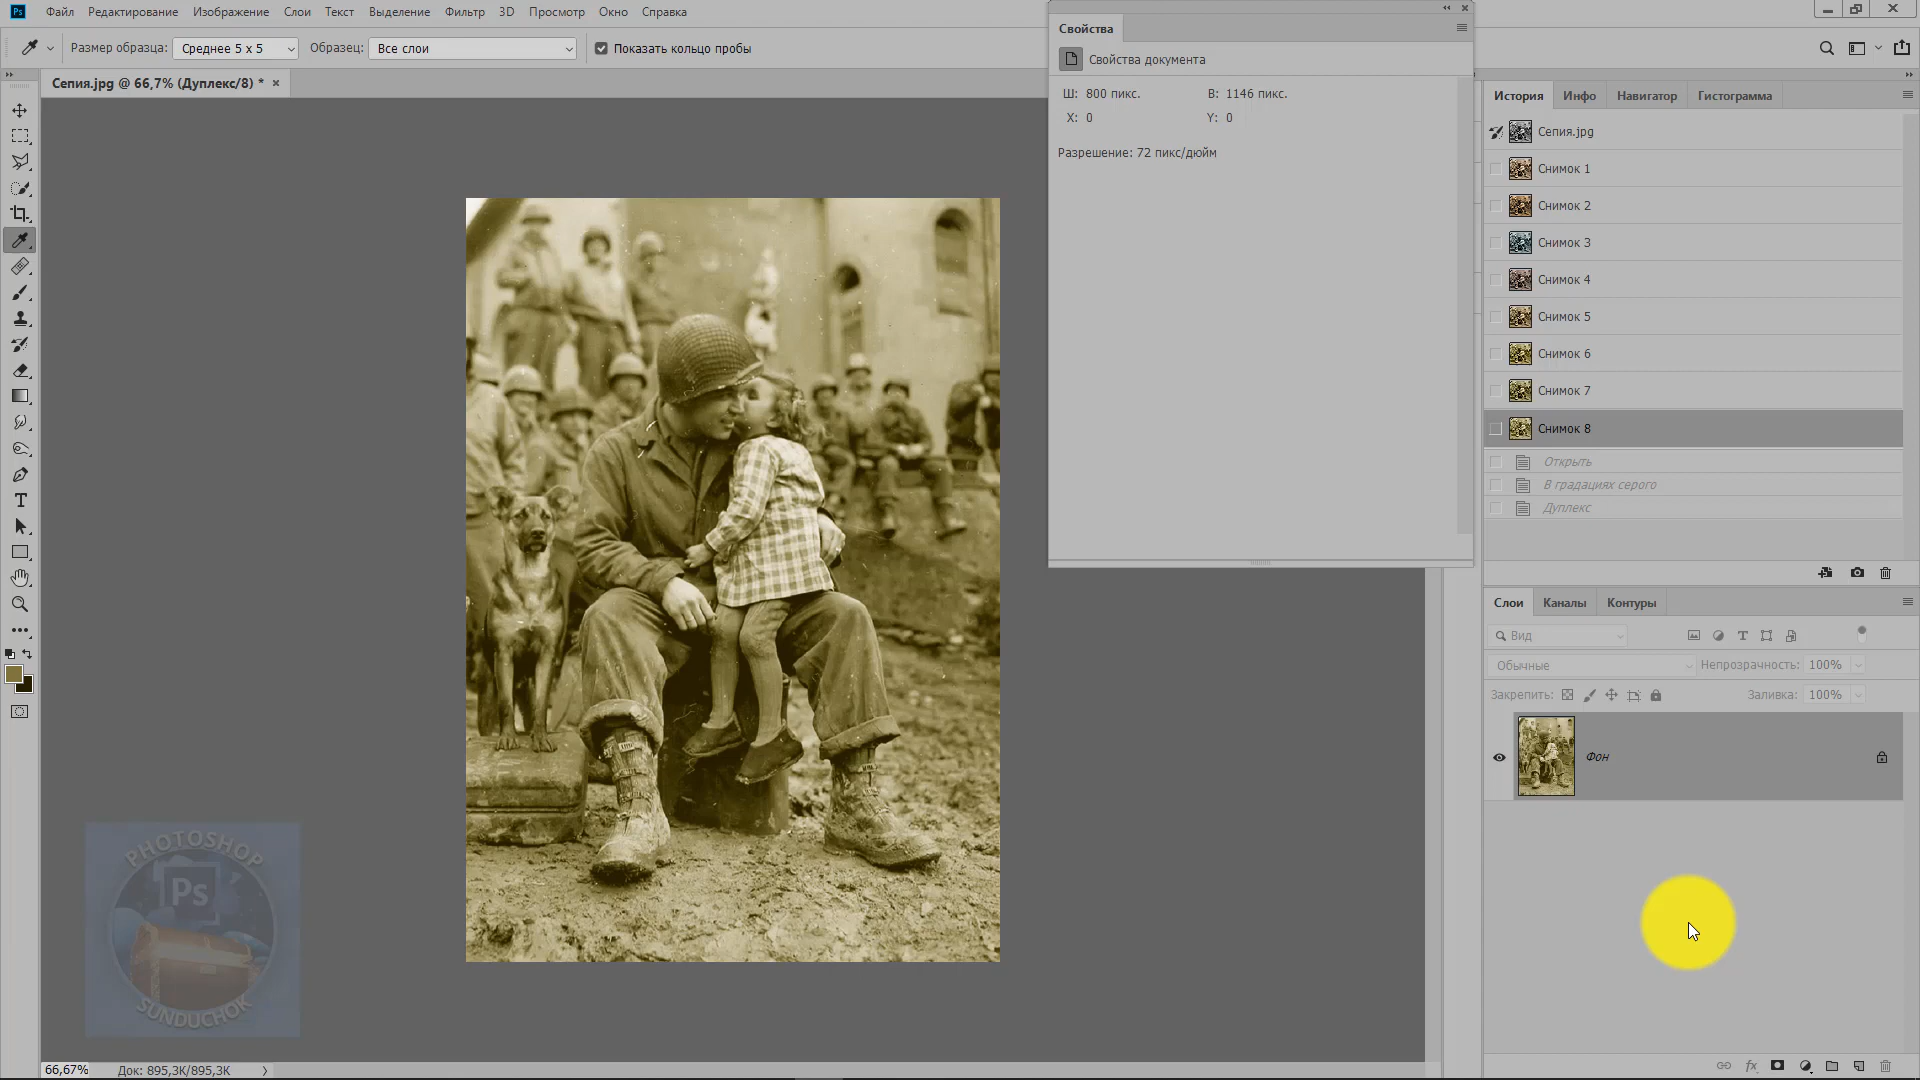 Ps Файл Редактирование Изображение Слои Текст Выделение Фильтр 3D Просмотр Окно Справка
Размер образца: Среднее 5 x 5 Образец: Все слои Показать кольцо пробы
Сепия.jpg @ 66,7% (Дуплекс/8) *
Свойства
Свойства документа
Ш: 800 пикс. В: 1146 пикс.
X: 0 Y: 0
Разрешение: 72 пикс/дюйм
История Инфо Навигатор Гистограмма
Сепия.jpg
Снимок 1
Снимок 2
Снимок 3
Снимок 4
Снимок 5
Снимок 6
Снимок 7
Снимок 8
Открыть
В градациях серого
Дуплекс
Слои Каналы Контуры
Вид
Обычные Непрозрачность: 100%
Закрепить: Заливка: 100%
Фон
PHOTOSHOP
Ps
SUNDUCHOK
66,67% Док: 895,3K/895,3K